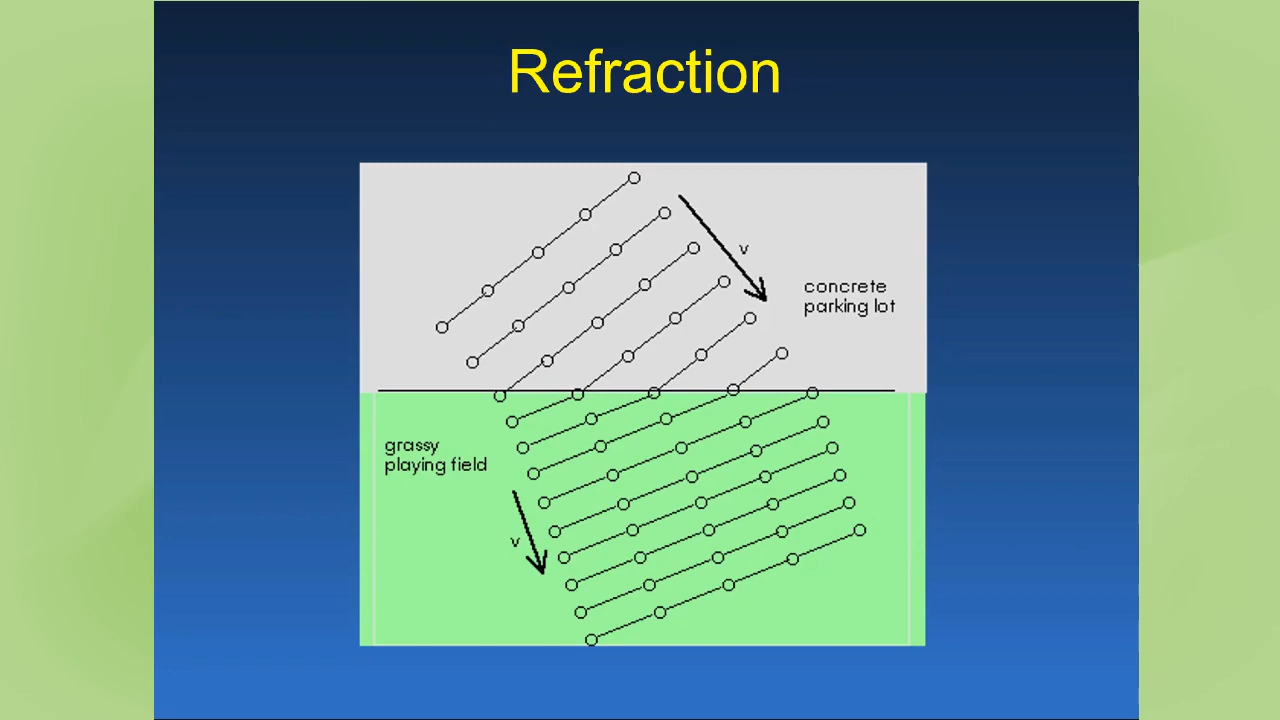 Refraction
v
concrete
parking lot
grassy
playing field
v